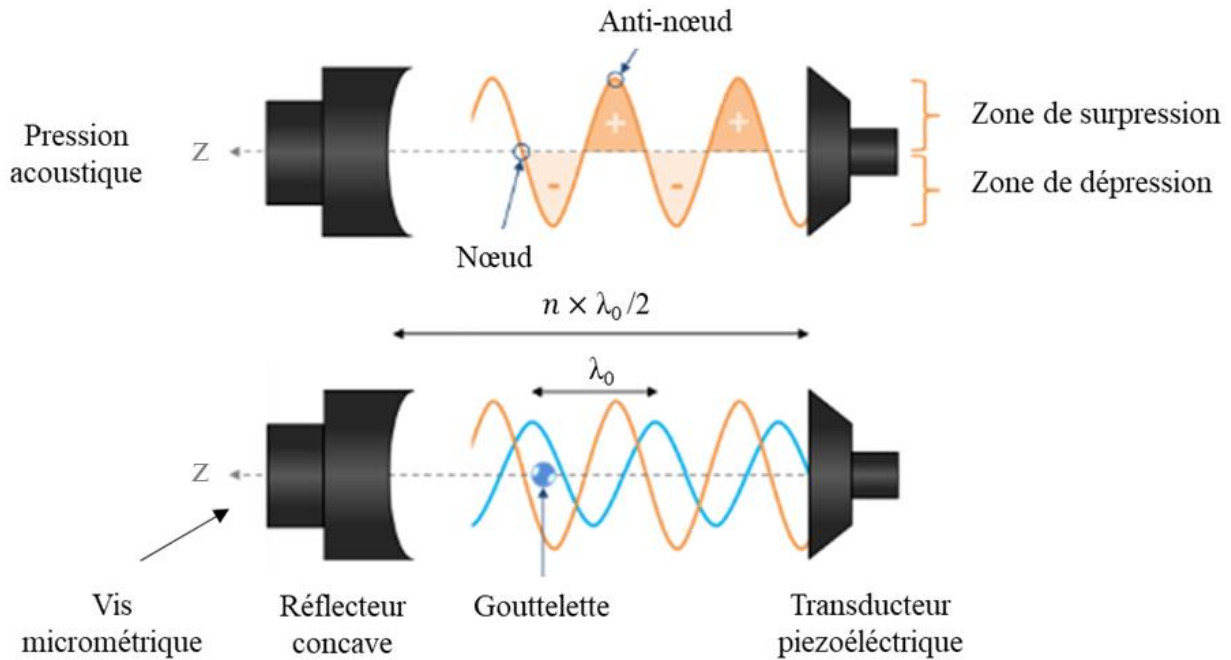 Anti-nœud
Pression
acoustique
Z
+
+
-
-
Zone de surpression
Zone de dépression
Nœud
n × λ₀/2
λ₀
Z
Vis
micrométrique
Réflecteur
concave
Gouttelette
Transducteur
piezoéléctrique